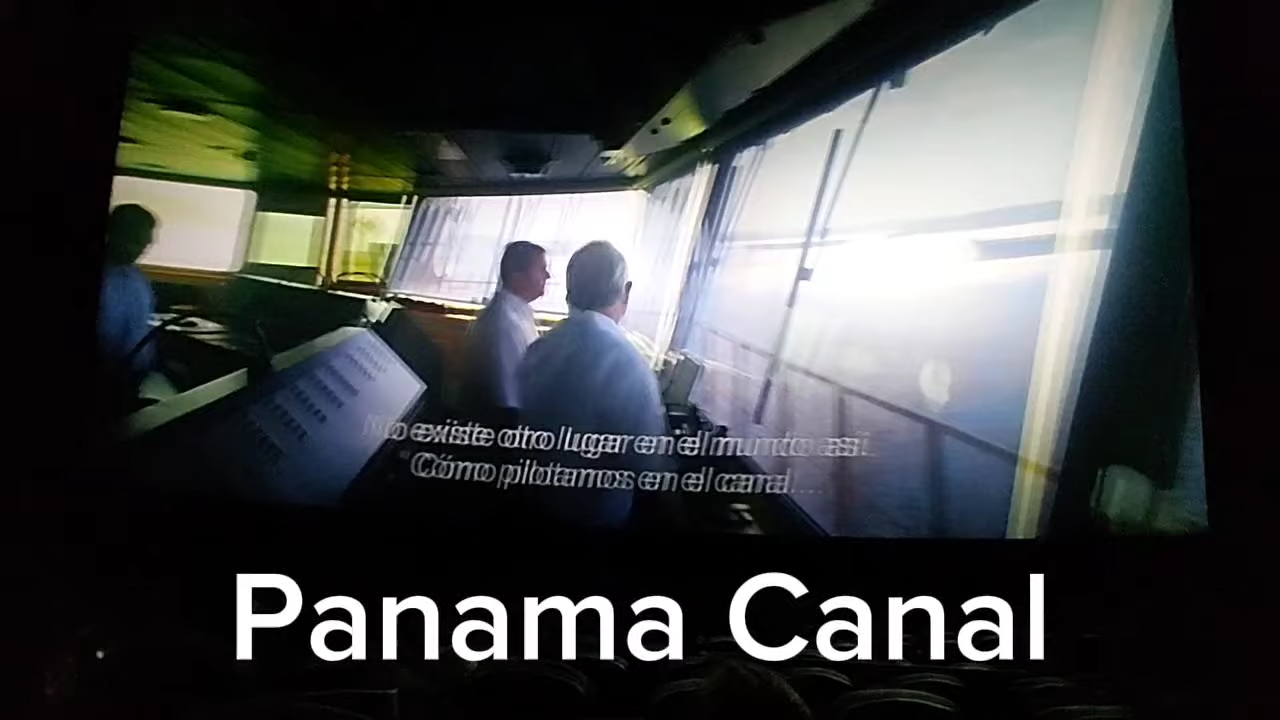 No existe otro lugar en el mundo así.
Cómo pilotamos en el canal...
Panama Canal